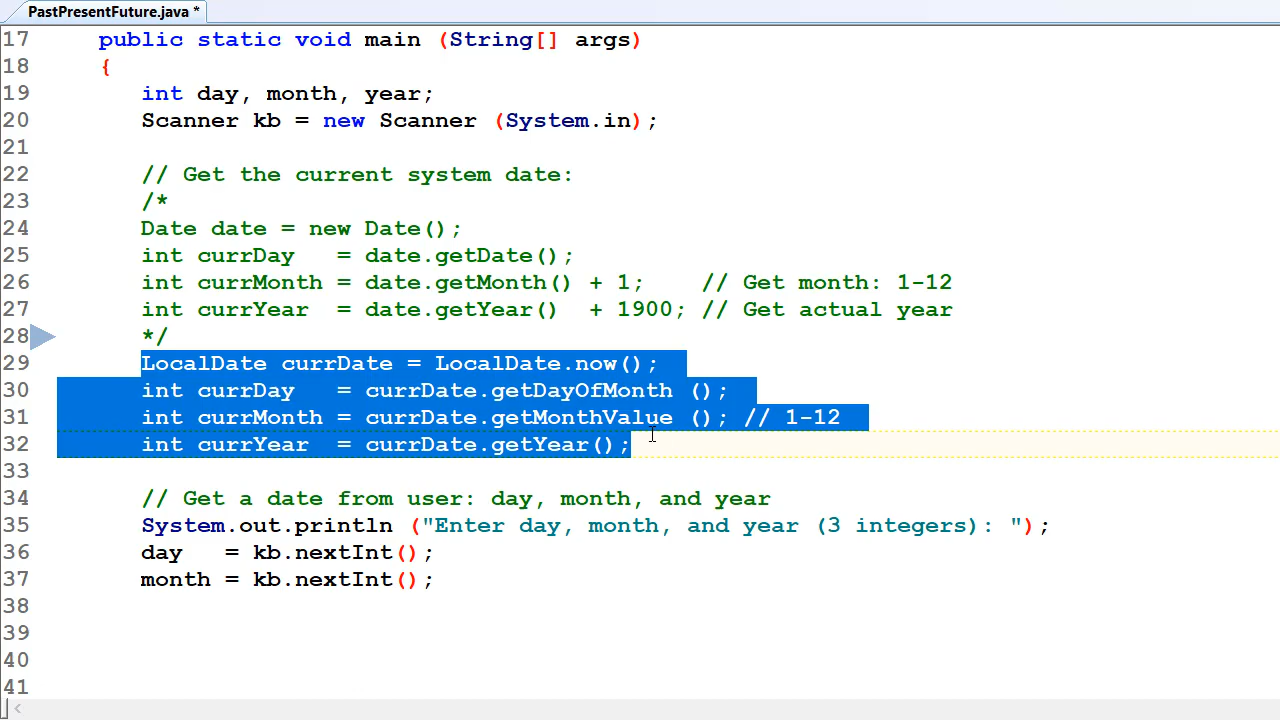 PastPresentFuture.java *
17 public static void main (String[] args)
18 {
19 int day, month, year;
20 Scanner kb = new Scanner (System.in);
21
22 // Get the current system date:
23 /*
24 Date date = new Date();
25 int currDay   = date.getDate();
26 int currMonth = date.getMonth() + 1;    // Get month: 1-12
27 int currYear  = date.getYear()  + 1900; // Get actual year
28 */
29 LocalDate currDate = LocalDate.now();
30 int currDay   = currDate.getDayOfMonth ();
31 int currMonth = currDate.getMonthValue (); // 1-12
32 int currYear  = currDate.getYear();
33
34 // Get a date from user: day, month, and year
35 System.out.println ("Enter day, month, and year (3 integers): ");
36 day   = kb.nextInt();
37 month = kb.nextInt();
38
39
40
41